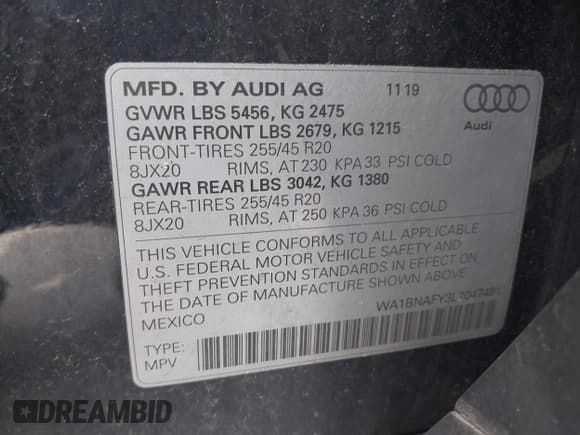 MFD. BY AUDI AG 11 19
GVWR LBS 5456, KG 2475
GAWR FRONT LBS 2679, KG 1215
FRONT-TIRES 255/45 R20
8JX20 RIMS, AT 230 KPA 33 PSI COLD
GAWR REAR LBS 3042, KG 1380
REAR-TIRES 255/45 R20
8JX20 RIMS, AT 250 KPA 36 PSI COLD
Audi
THIS VEHICLE CONFORMS TO ALL APPLICABLE
U.S. FEDERAL MOTOR VEHICLE SAFETY AND
THEFT PREVENTION STANDARDS IN EFFECT ON
THE DATE OF MANUFACTURE SHOWN ABOVE.
MEXICO
TYPE:
MPV
DREAMBID